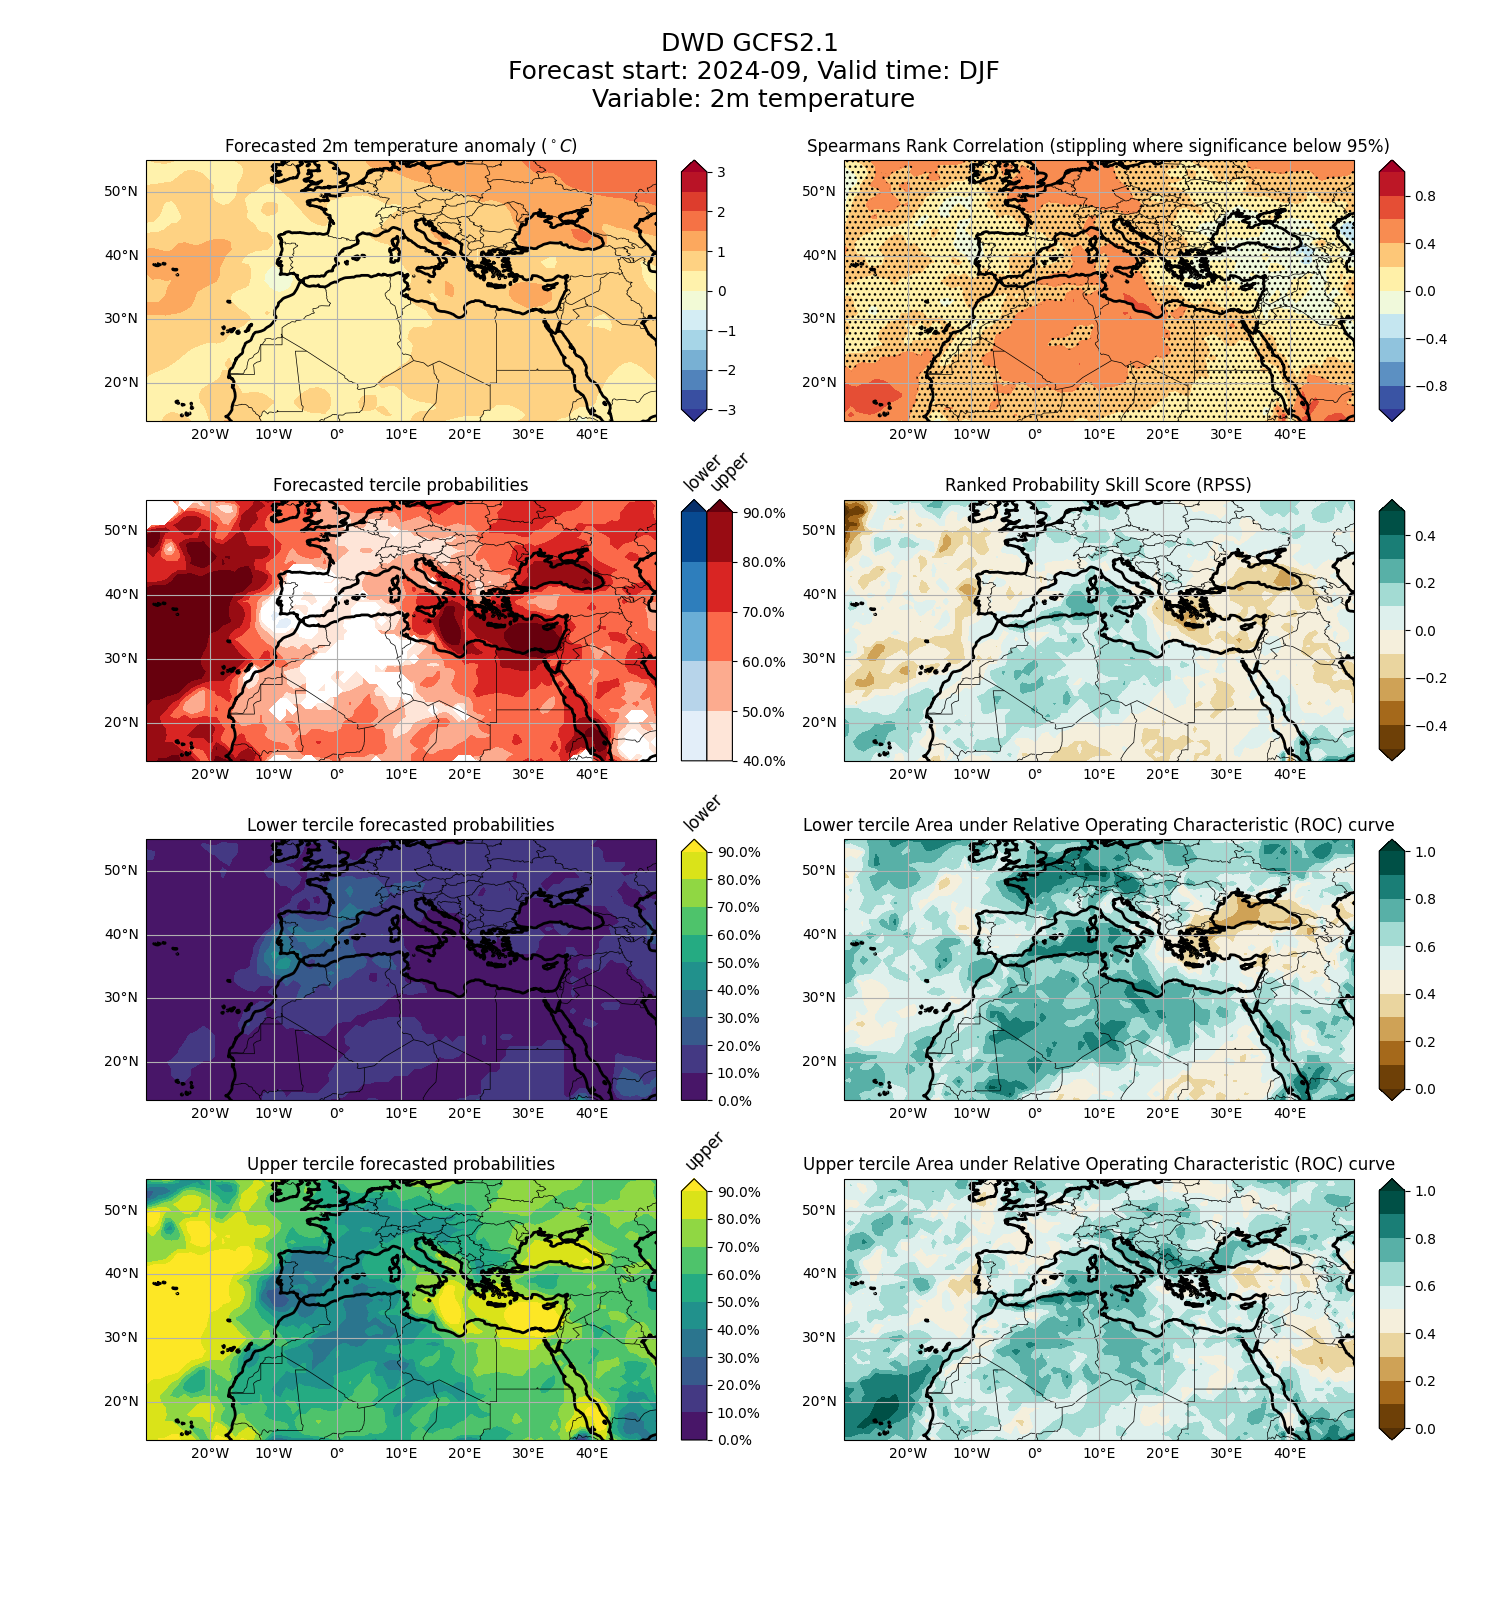 DWD GCFS2.1
Forecast start: 2024-09, Valid time: DJF
Variable: 2m temperature
Forecasted 2m temperature anomaly (°C)
50°N
40°N
30°N
20°N
20°W 10°W 0° 10°E 20°E 30°E 40°E
3
2
1
0
−1
−2
−3
Spearmans Rank Correlation (stippling where significance below 95%)
50°N
40°N
30°N
20°N
20°W 10°W 0° 10°E 20°E 30°E 40°E
0.8
0.4
0.0
−0.4
−0.8
Forecasted tercile probabilities
50°N
40°N
30°N
20°N
20°W 10°W 0° 10°E 20°E 30°E 40°E
lower
upper
90.0%
80.0%
70.0%
60.0%
50.0%
40.0%
Ranked Probability Skill Score (RPSS)
50°N
40°N
30°N
20°N
20°W 10°W 0° 10°E 20°E 30°E 40°E
0.4
0.2
0.0
−0.2
−0.4
Lower tercile forecasted probabilities
50°N
40°N
30°N
20°N
20°W 10°W 0° 10°E 20°E 30°E 40°E
lower
90.0%
80.0%
70.0%
60.0%
50.0%
40.0%
30.0%
20.0%
10.0%
0.0%
Lower tercile Area under Relative Operating Characteristic (ROC) curve
50°N
40°N
30°N
20°N
20°W 10°W 0° 10°E 20°E 30°E 40°E
1.0
0.8
0.6
0.4
0.2
0.0
Upper tercile forecasted probabilities
50°N
40°N
30°N
20°N
20°W 10°W 0° 10°E 20°E 30°E 40°E
upper
90.0%
80.0%
70.0%
60.0%
50.0%
40.0%
30.0%
20.0%
10.0%
0.0%
Upper tercile Area under Relative Operating Characteristic (ROC) curve
50°N
40°N
30°N
20°N
20°W 10°W 0° 10°E 20°E 30°E 40°E
1.0
0.8
0.6
0.4
0.2
0.0